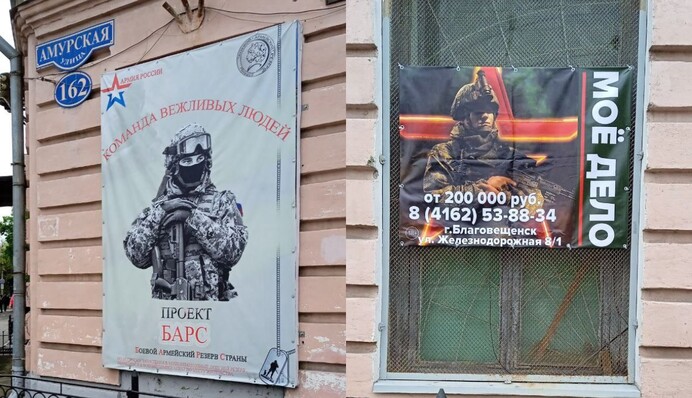 АМУРСКАЯ
УЛИЦА
162
АРМИЯ РОССИИ
КОМАНДА ВЕЖЛИВЫХ ЛЮДЕЙ
ПРОЕКТ
БАРС
БОЕВОЙ АРМЕЙСКИЙ РЕЗЕРВ СТРАНЫ
МОЁ ДЕЛО
от 200 000 руб.
8 (4162) 53-88-34
г.Благовещенск
ул. Железнодорожная 8/1